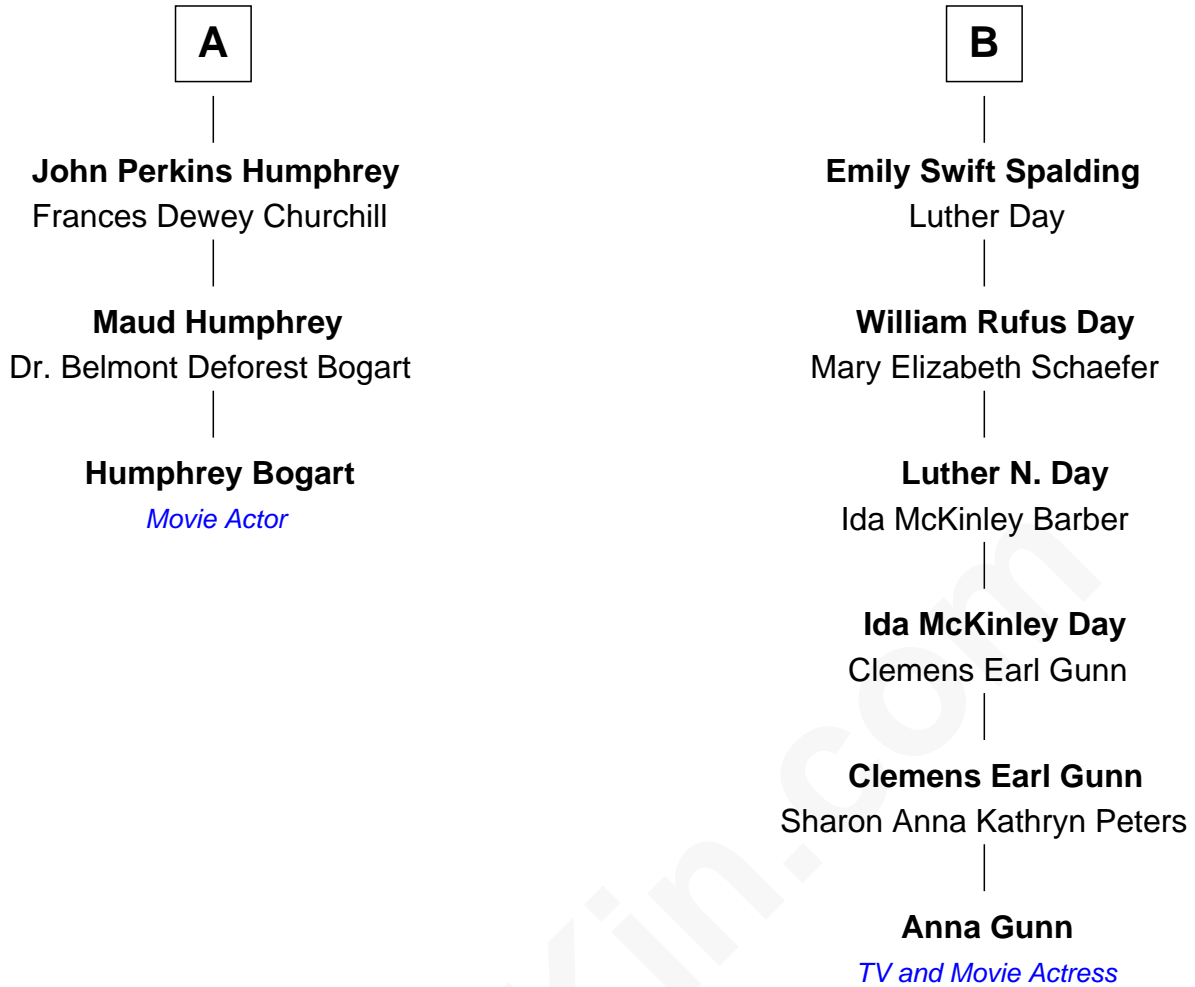 A
John Perkins Humphrey
Frances Dewey Churchill
Maud Humphrey
Dr. Belmont Deforest Bogart
Humphrey Bogart
Movie Actor
B
Emily Swift Spalding
Luther Day
William Rufus Day
Mary Elizabeth Schaefer
Luther N. Day
Ida McKinley Barber
Ida McKinley Day
Clemens Earl Gunn
Clemens Earl Gunn
Sharon Anna Kathryn Peters
Anna Gunn
TV and Movie Actress